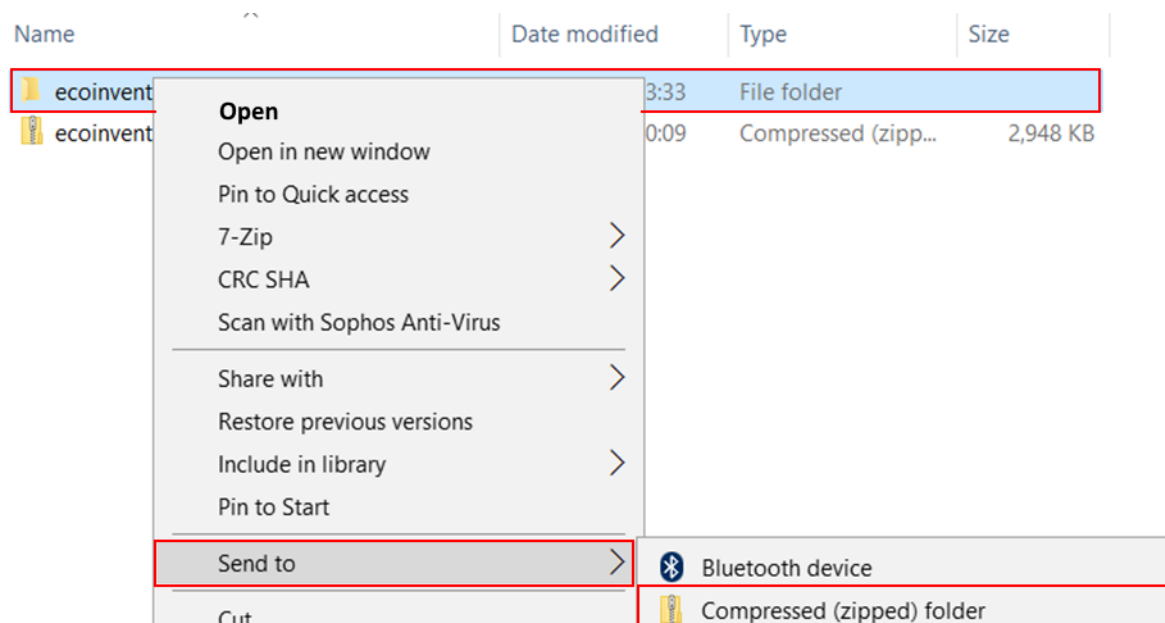 Name Date modified Type Size
ecoinvent 3:33 File folder
ecoinvent 0:09 Compressed (zipp... 2,948 KB
Open
Open in new window
Pin to Quick access
7-Zip
CRC SHA
Scan with Sophos Anti-Virus
Share with
Restore previous versions
Include in library
Pin to Start
Send to
Cut
Bluetooth device
Compressed (zipped) folder